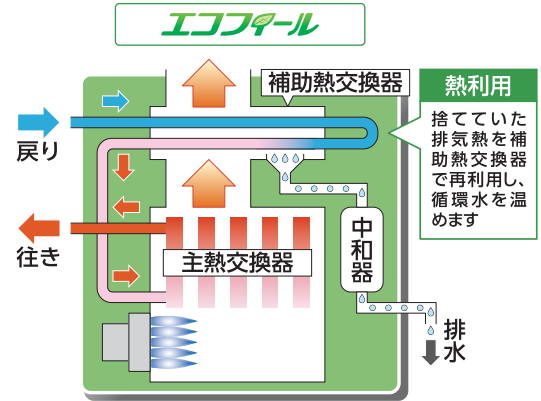 エコフィール
補助熱交換器
熱利用
捨てていた
排気熱を補
助熱交換器
で再利用し、
循環水を温
めます
戻り
往き
主熱交換器
中和器
排水